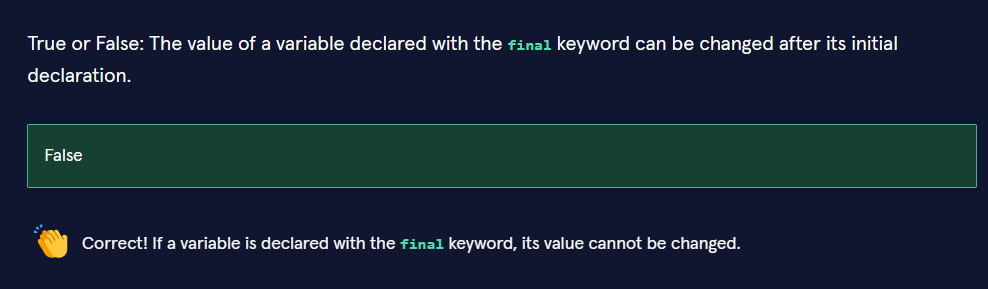 True or False: The value of a variable declared with the final keyword can be changed after its initial
declaration.
False
Correct! If a variable is declared with the final keyword, its value cannot be changed.